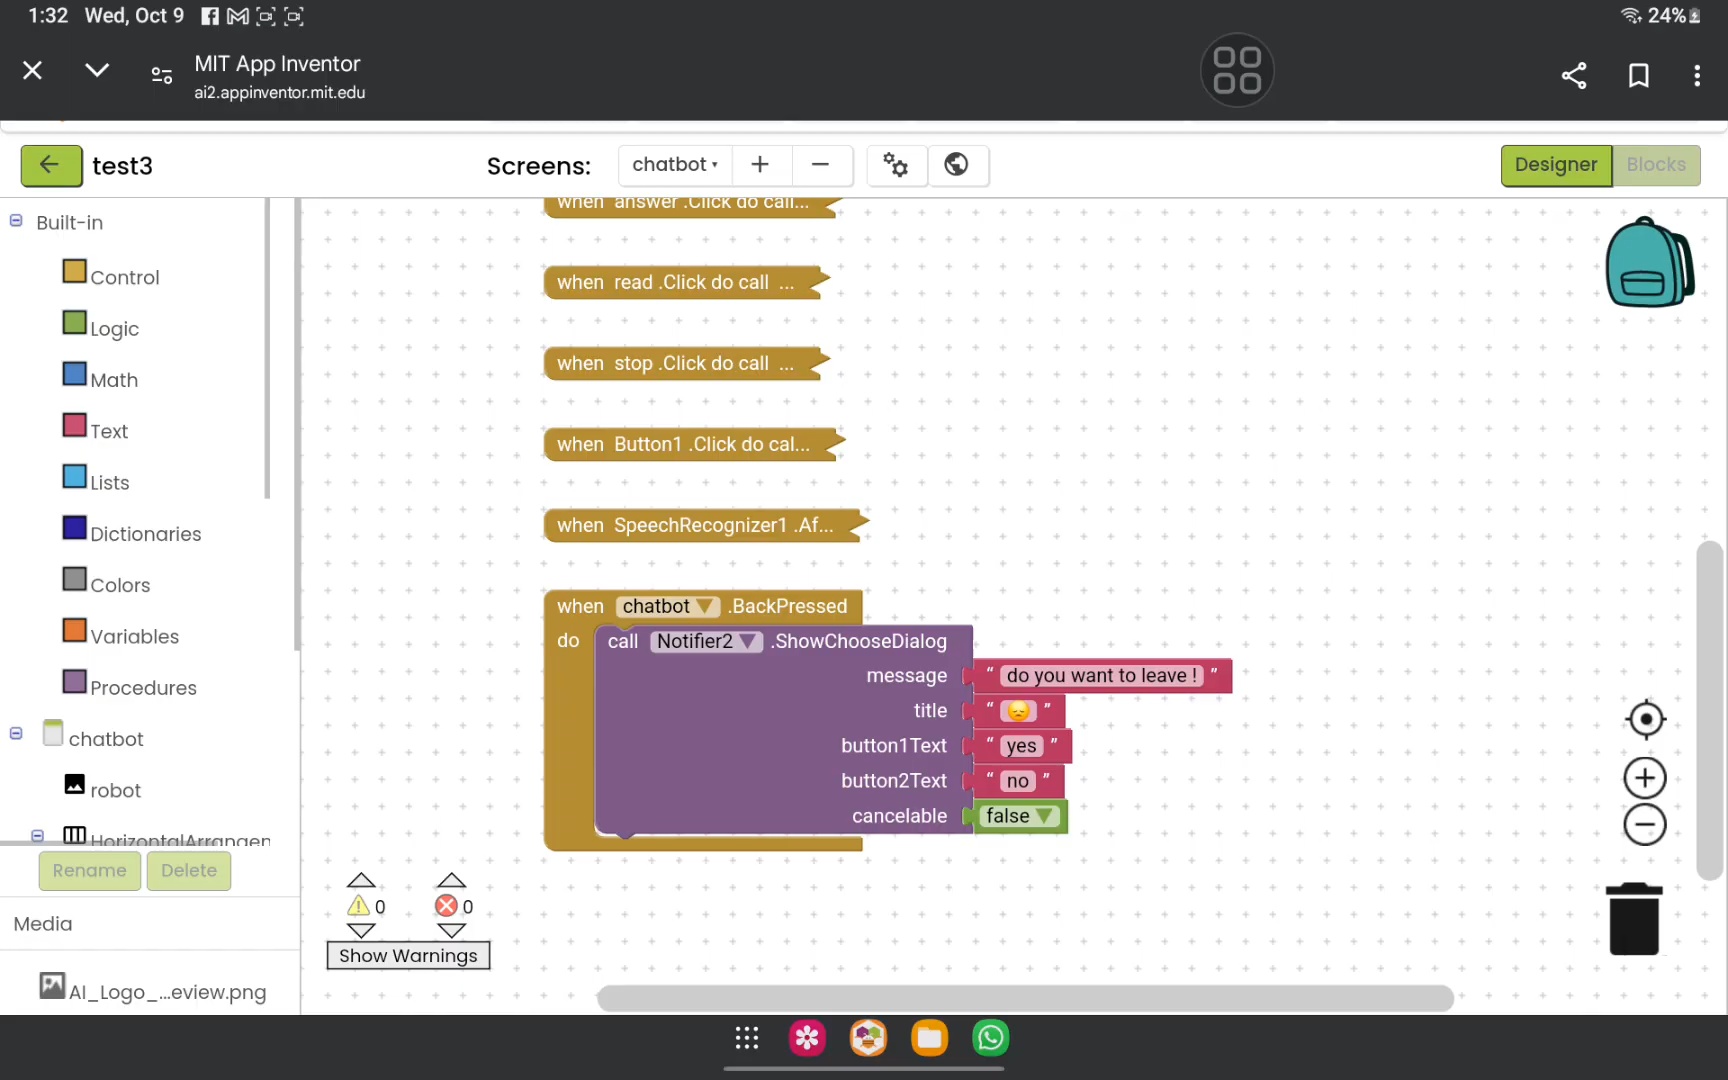 1:32 Wed, Oct 9
24%
MIT App Inventor
ai2.appinventor.mit.edu
test3
Screens:
chatbot
Designer
Blocks
Built-in
Control
Logic
Math
Text
Lists
Dictionaries
Colors
Variables
Procedures
chatbot
robot
HorizontalArrangen
Rename
Delete
Media
AI_Logo_...eview.png
when answer .Click do call...
when read .Click do call ...
when stop .Click do call ...
when Button1 .Click do cal...
when SpeechRecognizer1 .Af...
when chatbot .BackPressed
do call Notifier2 .ShowChooseDialog
message “ do you want to leave ! ”
title “ 😞 ”
button1Text “ yes ”
button2Text “ no ”
cancelable false
0 0
Show Warnings